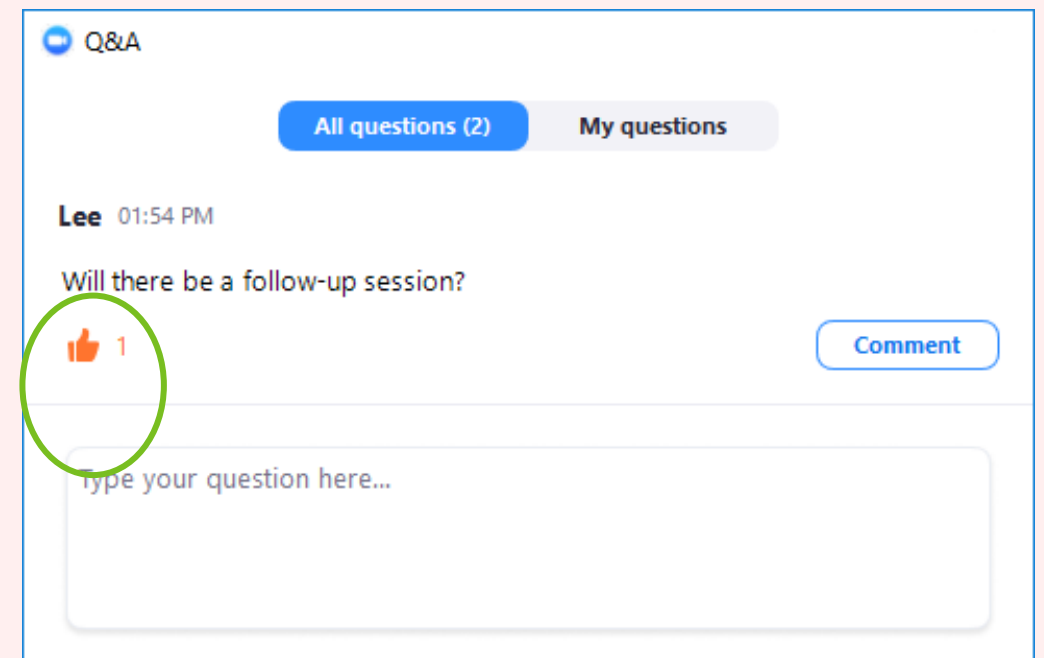 Q&A
All questions (2) My questions
Lee 01:54 PM
Will there be a follow-up session?
1 Comment
Type your question here...